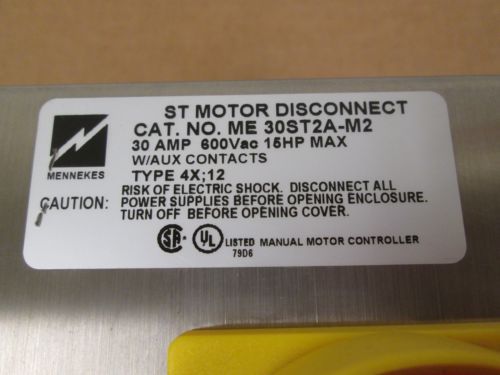 ST MOTOR DISCONNECT
CAT. NO. ME 30ST2A-M2
30 AMP 600Vac 15HP MAX
W/AUX CONTACTS
MENNEKES
TYPE 4X;12
RISK OF ELECTRIC SHOCK. DISCONNECT ALL
CAUTION: POWER SUPPLIES BEFORE OPENING ENCLOSURE.
TURN OFF BEFORE OPENING COVER.
SA UL LISTED MANUAL MOTOR CONTROLLER
79D6